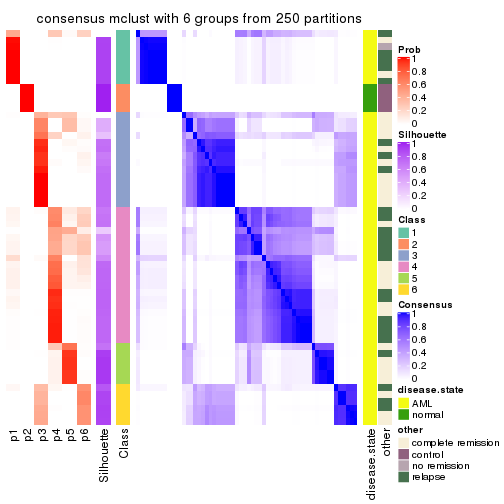 consensus mclust with 6 groups from 250 partitions
p1
p2
p3
p4
p5
p6
Silhouette
Class
disease.state
other
Prob
1
0.8
0.6
0.4
0.2
0
Silhouette
1
0.8
0.6
0.4
0.2
0
Class
1
2
3
4
5
6
Consensus
1
0.8
0.6
0.4
0.2
0
disease.state
AML
normal
other
complete remission
control
no remission
relapse